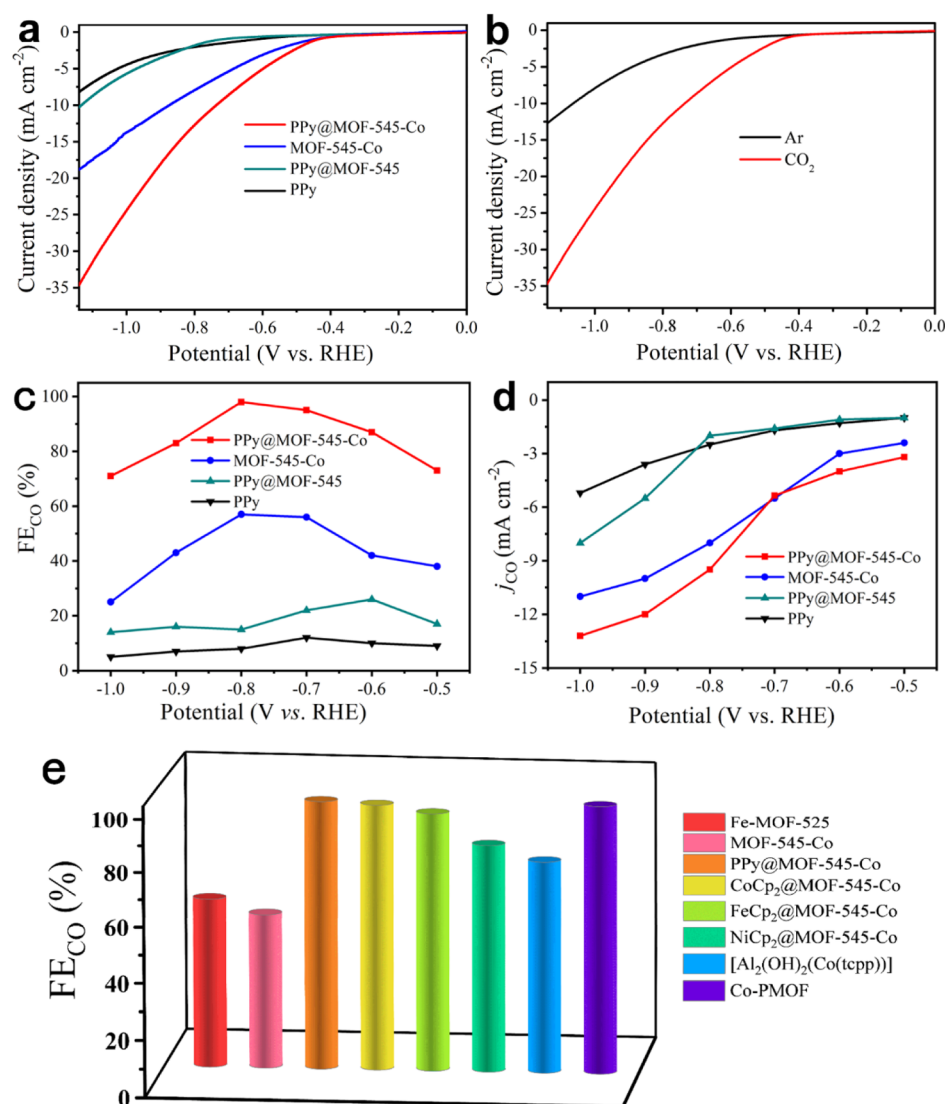 a
0
-5
-10
-15
-20
-25
-30
-35
Current density (mA cm⁻²)
PPy@MOF-545-Co
MOF-545-Co
PPy@MOF-545
PPy
-1.0 -0.8 -0.6 -0.4 -0.2 0.0
Potential (V vs. RHE)
b
0
-5
-10
-15
-20
-25
-30
-35
Current density (mA cm⁻²)
Ar
CO₂
-1.0 -0.8 -0.6 -0.4 -0.2 0.0
Potential (V vs. RHE)
c
100
80
60
40
20
0
FE_CO (%)
PPy@MOF-545-Co
MOF-545-Co
PPy@MOF-545
PPy
-1.0 -0.9 -0.8 -0.7 -0.6 -0.5
Potential (V vs. RHE)
d
0
-3
-6
-9
-12
-15
j_CO (mA cm⁻²)
PPy@MOF-545-Co
MOF-545-Co
PPy@MOF-545
PPy
-1.0 -0.9 -0.8 -0.7 -0.6 -0.5
Potential (V vs. RHE)
e
100
80
60
40
20
0
FE_CO (%)
Fe-MOF-525
MOF-545-Co
PPy@MOF-545-Co
CoCp₂@MOF-545-Co
FeCp₂@MOF-545-Co
NiCp₂@MOF-545-Co
[Al₂(OH)₂(Co(tcpp))]
Co-PMOF